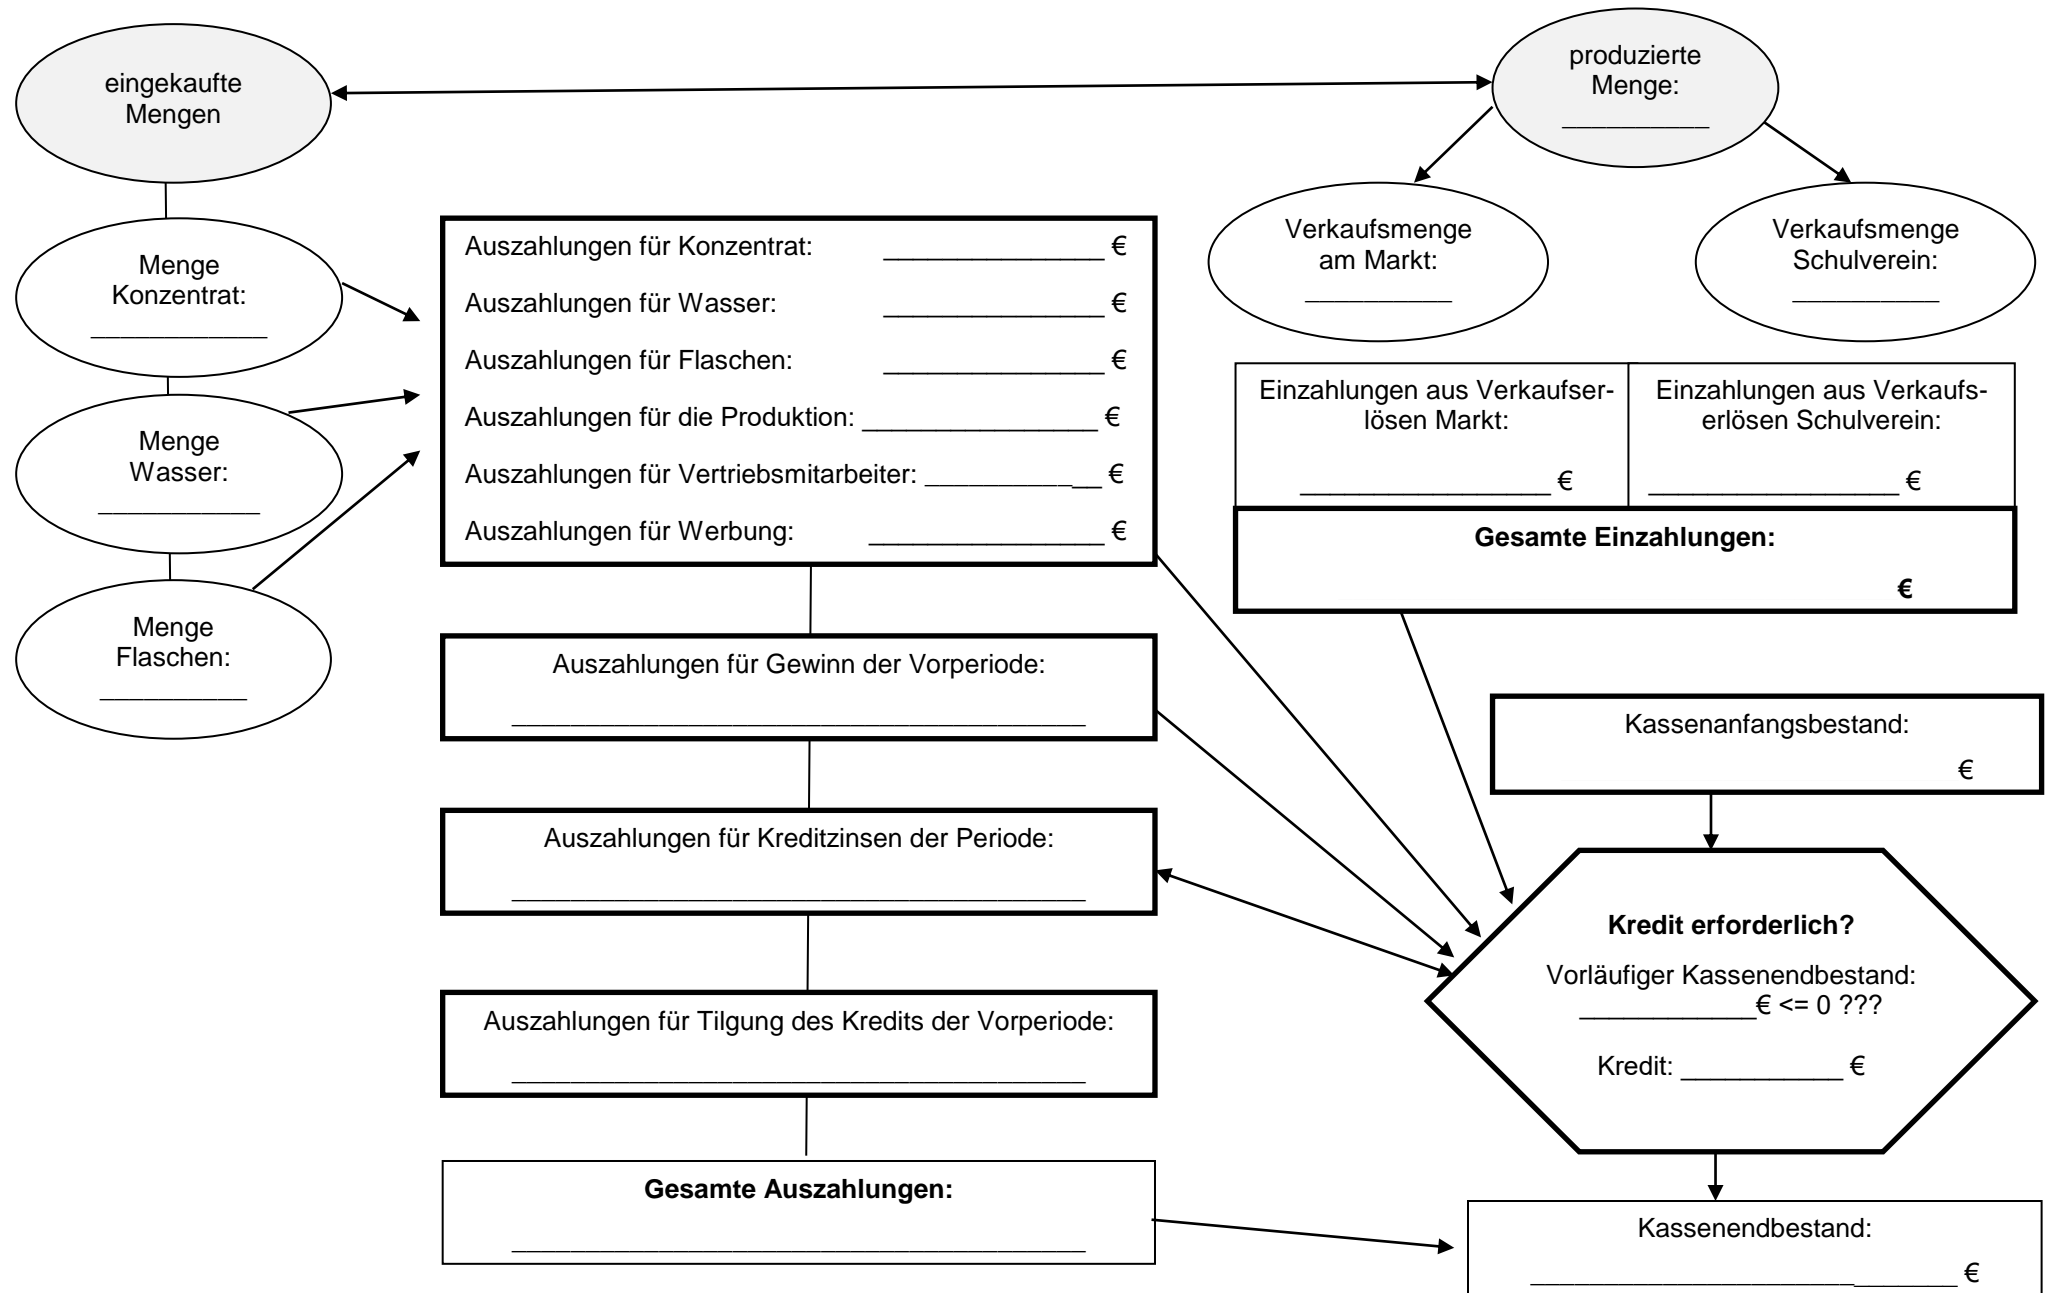 eingekaufte
Mengen
produzierte
Menge:
__________
Menge
Konzentrat:
____________
Menge
Wasser:
___________
Menge
Flaschen:
__________
Auszahlungen für Konzentrat: _______________ €
Auszahlungen für Wasser: _______________ €
Auszahlungen für Flaschen: _______________ €
Auszahlungen für die Produktion: ________________ €
Auszahlungen für Vertriebsmitarbeiter: ____________ €
Auszahlungen für Werbung: ________________ €
Verkaufsmenge
am Markt:
__________
Verkaufsmenge
Schulverein:
__________
Einzahlungen aus Verkaufser-
lösen Markt:
_________________ €
Einzahlungen aus Verkaufs-
erlösen Schulverein:
_________________ €
Gesamte Einzahlungen:
€
Auszahlungen für Gewinn der Vorperiode:
_______________________________________
Kassenanfangsbestand:
€
Auszahlungen für Kreditzinsen der Periode:
_______________________________________
Kredit erforderlich?
Vorläufiger Kassenendbestand:
____________€ <= 0 ???
Kredit: ___________ €
Auszahlungen für Tilgung des Kredits der Vorperiode:
_______________________________________
Gesamte Auszahlungen:
_______________________________________
Kassenendbestand:
_____________________________ €